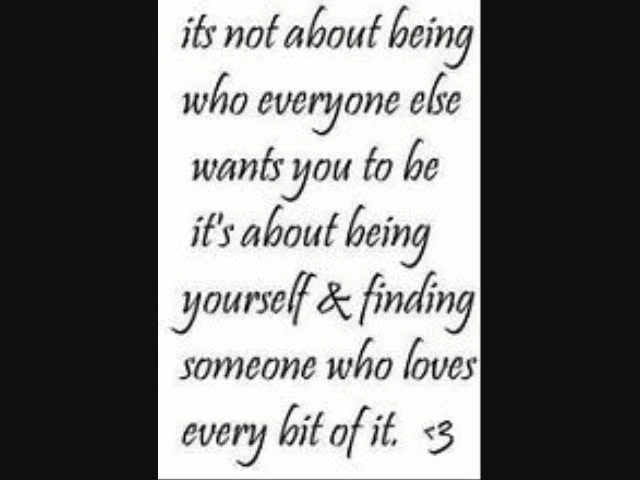 its not about being
who everyone else
wants you to be
it's about being
yourself & finding
someone who loves
every bit of it. <3